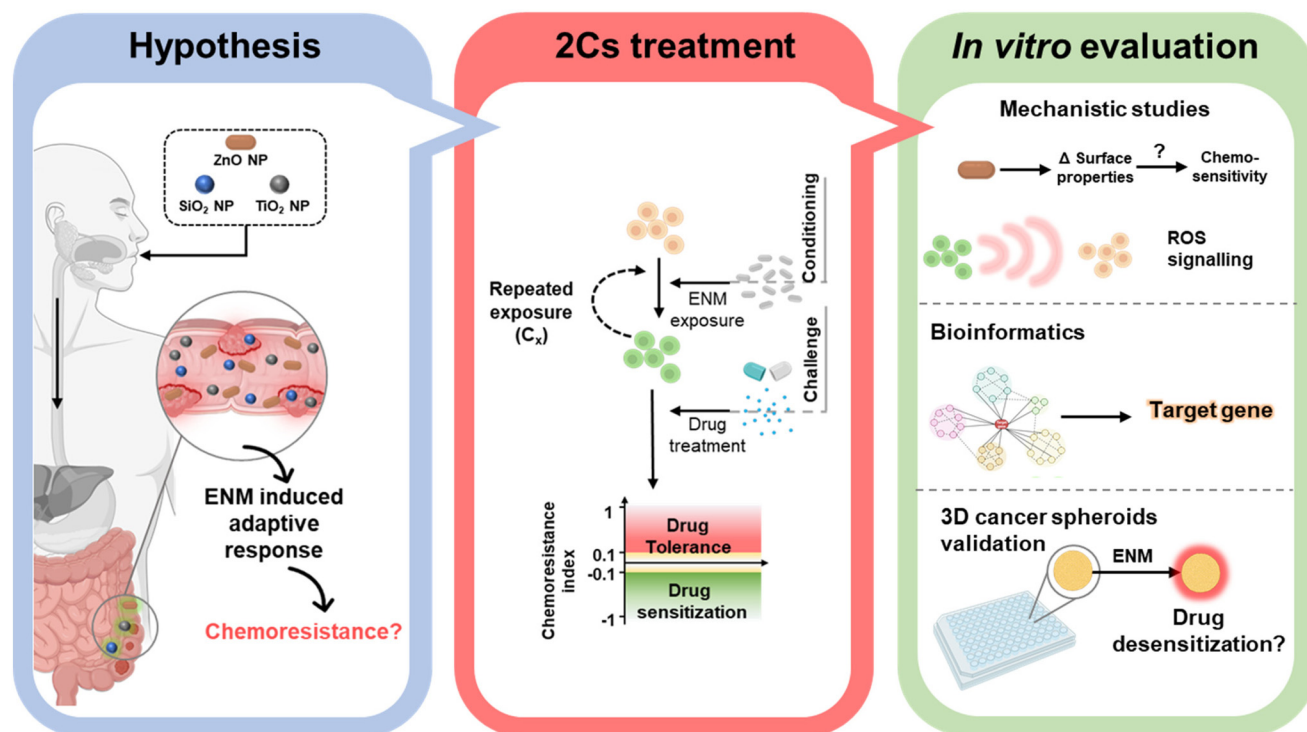 Hypothesis
ZnO NP
SiO₂ NP
TiO₂ NP
ENM induced
adaptive
response
Chemoresistance?
2Cs treatment
Conditioning
Repeated
exposure
(Cₓ)
ENM
exposure
Challenge
Drug
treatment
Chemoresistance
index
1
0.1
-0.1
-1
Drug
Tolerance
Drug
sensitization
In vitro evaluation
Mechanistic studies
Δ Surface
properties
?
Chemo-
sensitivity
ROS
signalling
Bioinformatics
Target gene
3D cancer spheroids
validation
ENM
Drug
desensitization?